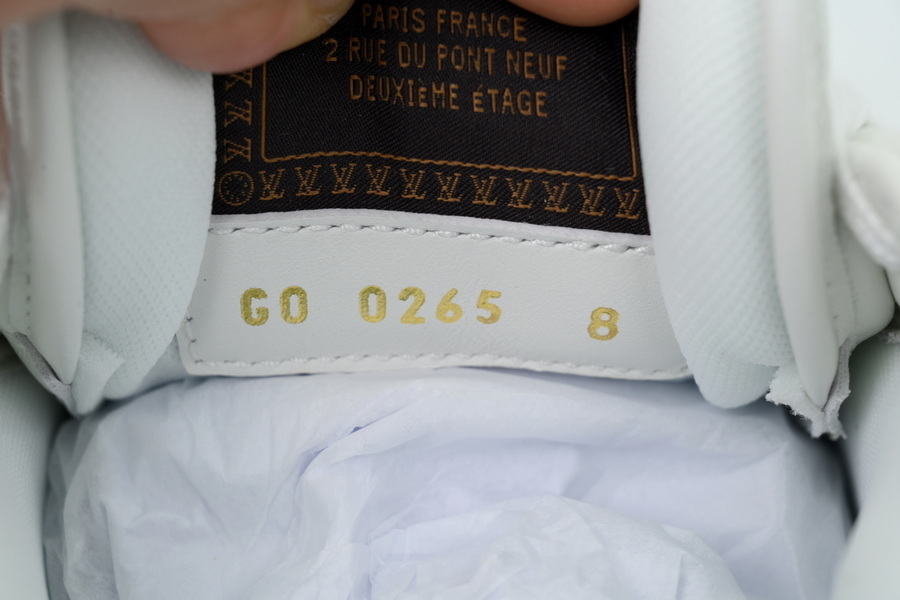 PARIS FRANCE
2 RUE DU PONT NEUF
DEUXIèME éTAGE
GO 0265 8